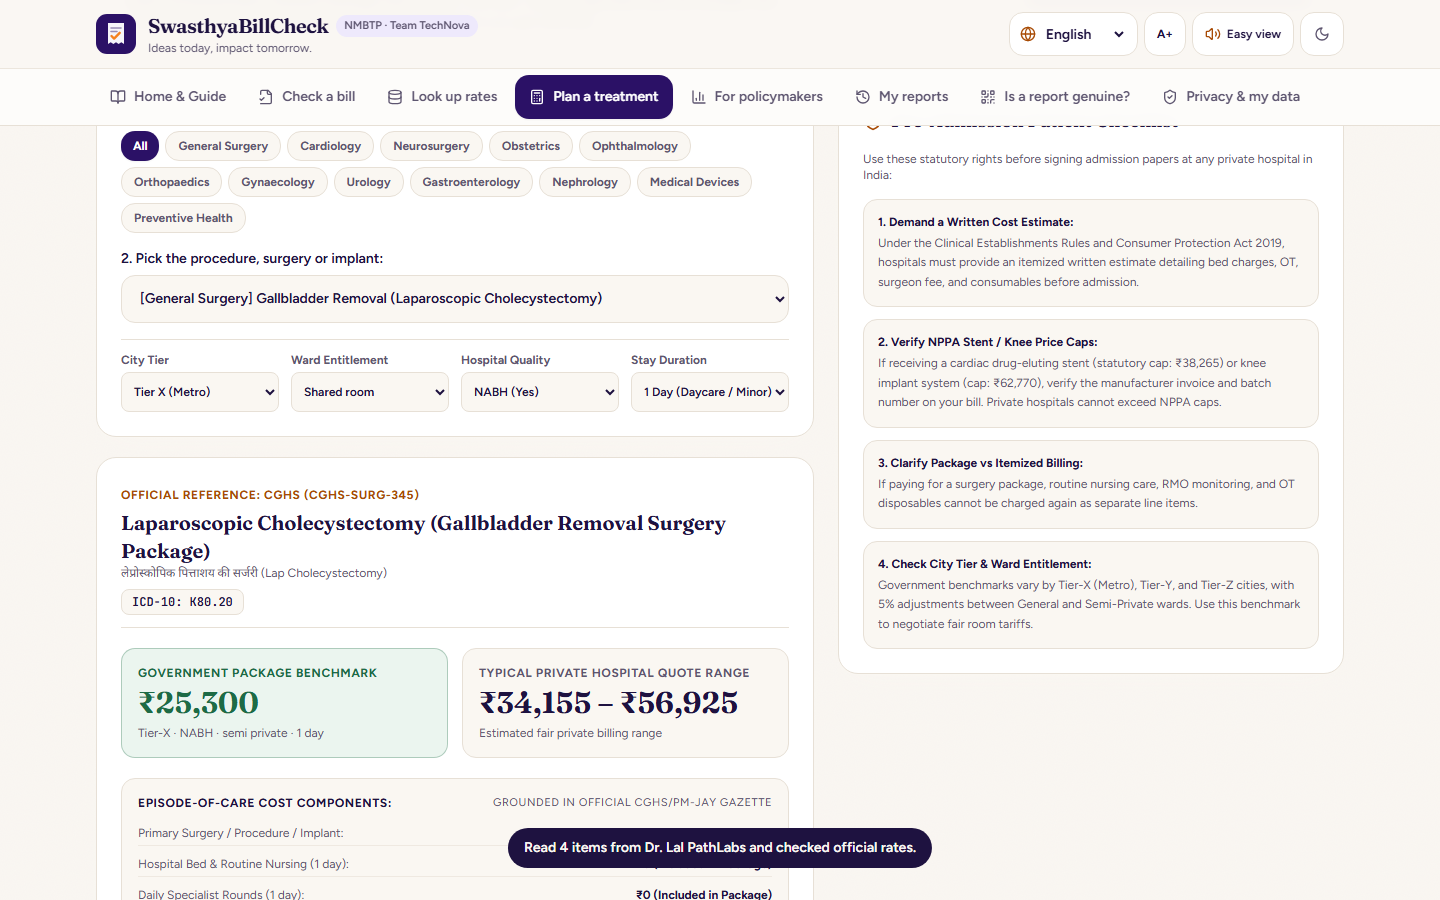 SwasthyaBillCheck
NMBTP · Team TechNova
Ideas today, impact tomorrow.
English
A+
Easy view
Home & Guide
Check a bill
Look up rates
Plan a treatment
For policymakers
My reports
Is a report genuine?
Privacy & my data
All
General Surgery
Cardiology
Neurosurgery
Obstetrics
Ophthalmology
Orthopaedics
Gynaecology
Urology
Gastroenterology
Nephrology
Medical Devices
Preventive Health
2. Pick the procedure, surgery or implant:
[General Surgery] Gallbladder Removal (Laparoscopic Cholecystectomy)
City Tier
Ward Entitlement
Hospital Quality
Stay Duration
Tier X (Metro)
Shared room
NABH (Yes)
1 Day (Daycare / Minor)
OFFICIAL REFERENCE: CGHS (CGHS-SURG-345)
Laparoscopic Cholecystectomy (Gallbladder Removal Surgery
Package)
लेप्रोस्कोपिक पित्ताशय की सर्जरी (Lap Cholecystectomy)
ICD-10: K80.20
GOVERNMENT PACKAGE BENCHMARK
₹25,300
Tier-X · NABH · semi private · 1 day
TYPICAL PRIVATE HOSPITAL QUOTE RANGE
₹34,155 – ₹56,925
Estimated fair private billing range
EPISODE-OF-CARE COST COMPONENTS:
GROUNDED IN OFFICIAL CGHS/PM-JAY GAZETTE
Primary Surgery / Procedure / Implant:
Hospital Bed & Routine Nursing (1 day):
Daily Specialist Rounds (1 day):
₹0 (Included in Package)
Read 4 items from Dr. Lal PathLabs and checked official rates.
Use these statutory rights before signing admission papers at any private hospital in
India:
1. Demand a Written Cost Estimate:
Under the Clinical Establishments Rules and Consumer Protection Act 2019,
hospitals must provide an itemized written estimate detailing bed charges, OT,
surgeon fee, and consumables before admission.
2. Verify NPPA Stent / Knee Price Caps:
If receiving a cardiac drug-eluting stent (statutory cap: ₹38,265) or knee
implant system (cap: ₹62,770), verify the manufacturer invoice and batch
number on your bill. Private hospitals cannot exceed NPPA caps.
3. Clarify Package vs Itemized Billing:
If paying for a surgery package, routine nursing care, RMO monitoring, and OT
disposables cannot be charged again as separate line items.
4. Check City Tier & Ward Entitlement:
Government benchmarks vary by Tier-X (Metro), Tier-Y, and Tier-Z cities, with
5% adjustments between General and Semi-Private wards. Use this benchmark
to negotiate fair room tariffs.